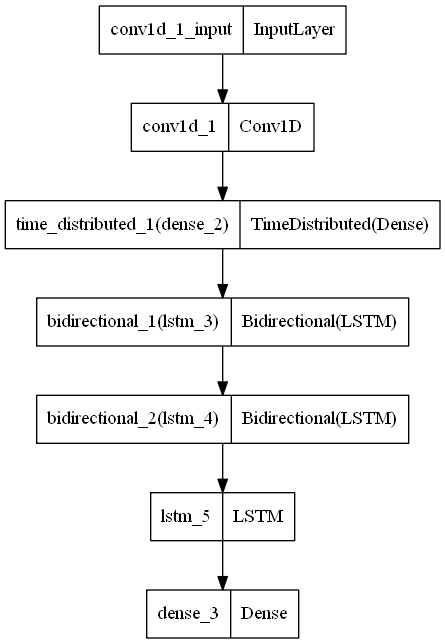 conv1d_1_input InputLayer
conv1d_1 Conv1D
time_distributed_1(dense_2) TimeDistributed(Dense)
bidirectional_1(lstm_3) Bidirectional(LSTM)
bidirectional_2(lstm_4) Bidirectional(LSTM)
lstm_5 LSTM
dense_3 Dense